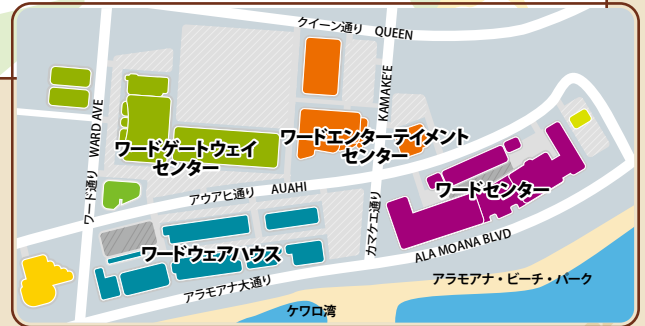 クイーン通り QUEEN
WARD AVE
ワード通り
KAMAKE'E
カマケエ通り
ワードゲートウェイ
センター
ワードエンターテイメント
センター
アウアヒ通り AUAHI
ワードセンター
ワードウェアハウス
ALA MOANA BLVD
アラモアナ大通り
アラモアナ・ビーチ・パーク
ケワロ湾